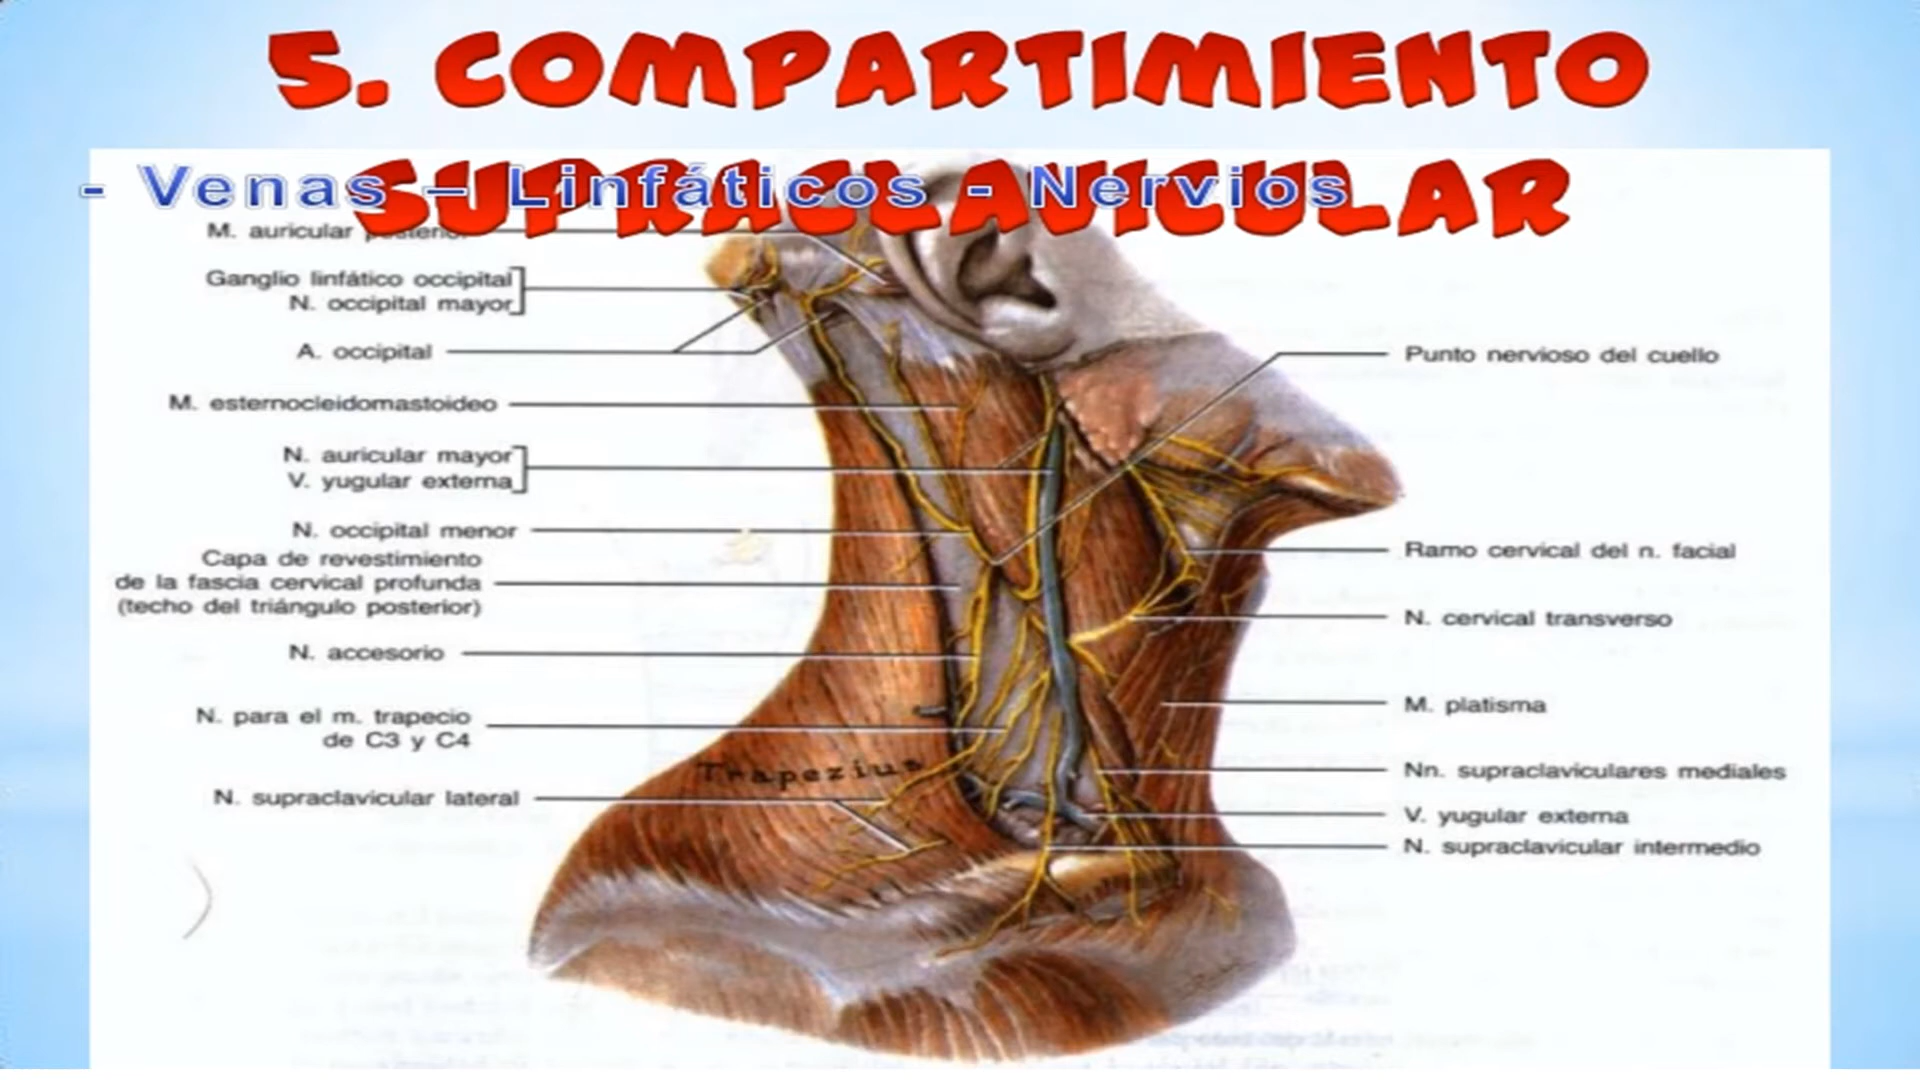 5. COMPARTIMIENTO
SUPRACLAVICULAR
- Venas – Linfáticos - Nervios
M. auricular posterior
Ganglio linfático occipital
N. occipital mayor
A. occipital
M. esternocleidomastoideo
N. auricular mayor
V. yugular externa
N. occipital menor
Capa de revestimiento
de la fascia cervical profunda
(techo del triángulo posterior)
N. accesorio
N. para el m. trapecio
de C3 y C4
Trapezius
N. supraclavicular lateral
Punto nervioso del cuello
Ramo cervical del n. facial
N. cervical transverso
M. platisma
Nn. supraclaviculares mediales
V. yugular externa
N. supraclavicular intermedio